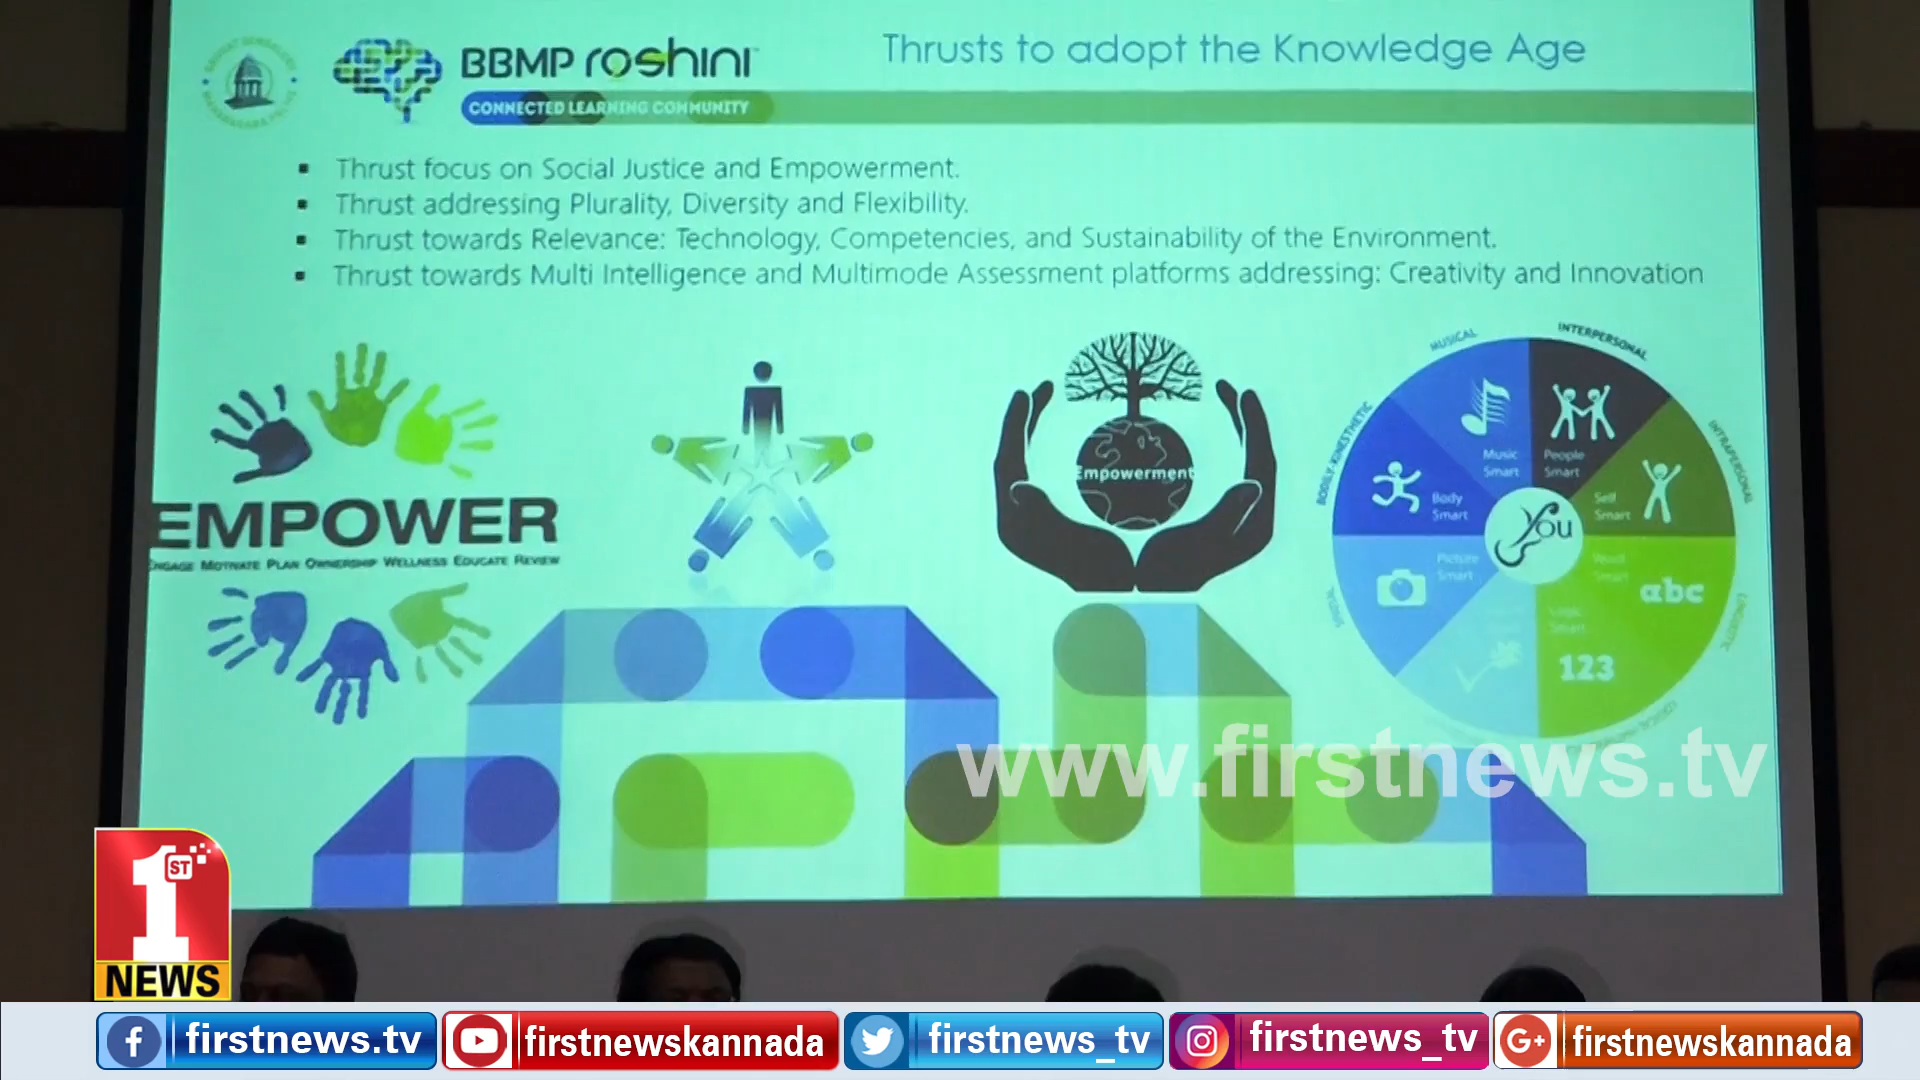 BBMP roshini
CONNECTED LEARNING COMMUNITY
Thrusts to adopt the Knowledge Age
▪ Thrust focus on Social Justice and Empowerment.
▪ Thrust addressing Plurality, Diversity and Flexibility.
▪ Thrust towards Relevance: Technology, Competencies, and Sustainability of the Environment.
▪ Thrust towards Multi Intelligence and Multimode Assessment platforms addressing: Creativity and Innovation
EMPOWER
ENGAGE MOTIVATE PLAN OWNERSHIP WELLNESS EDUCATE REVIEW
Empowerment
MUSICAL
INTERPERSONAL
BODILY-KINESTHETIC
INTRAPERSONAL
Music Smart
People Smart
Body Smart
Self Smart
You
Picture Smart
abc
123
www.firstnews.tv
1ST
NEWS
firstnews.tv
firstnewskannada
firstnews_tv
firstnews_tv
G+ firstnewskannada